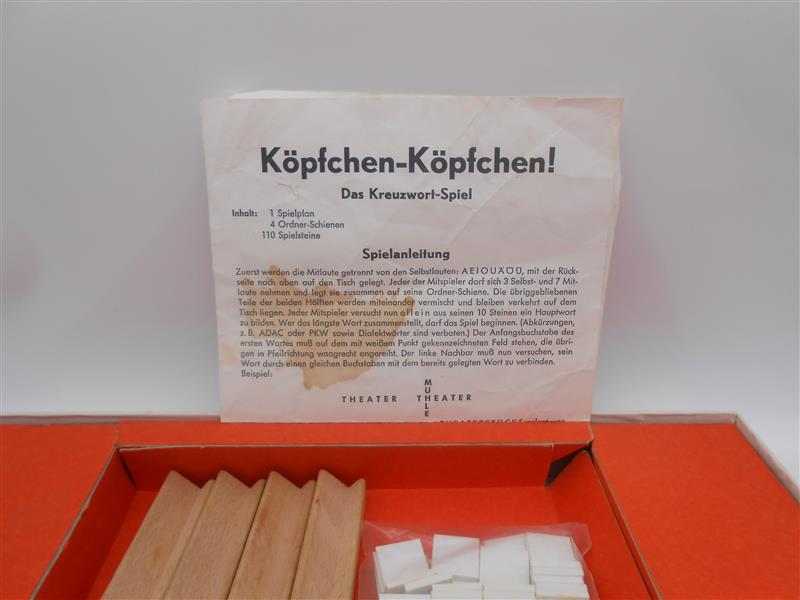 Köpfchen-Köpfchen!
Das Kreuzwort-Spiel
Inhalt: 1 Spielplan
4 Ordner-Schienen
110 Spielsteine
Spielanleitung
Zuerst werden die Mitlaute getrennt von den Selbstlauten: A E I O U Ä Ö Ü, mit der Rück-
seite nach oben auf den Tisch gelegt. Jeder der Mitspieler darf sich 3 Selbst- und 7 Mit-
laute nehmen und legt sie zusammen auf seine Ordner-Schiene. Die übriggebliebenen
Teile der beiden Hälften werden miteinander vermischt und bleiben verkehrt auf dem
Tisch liegen. Jeder Mitspieler versucht nun allein aus seinen 10 Steinen ein Hauptwort
zu bilden. Wer das längste Wort zusammenstellt, darf das Spiel beginnen. (Abkürzungen,
z. B. ADAC oder PKW sowie Dialektwörter sind verboten.) Der Anfangsbuchstabe des
ersten Wortes muß auf dem mit weißem Punkt gekennzeichneten Feld stehen, die übri-
gen in Pfeilrichtung waagrecht angereiht. Der linke Nachbar muß nun versuchen, sein
Wort durch einen gleichen Buchstaben mit dem bereits gelegten Wort zu verbinden.
Beispiel:
M
U
THEATER THEATER
L
E